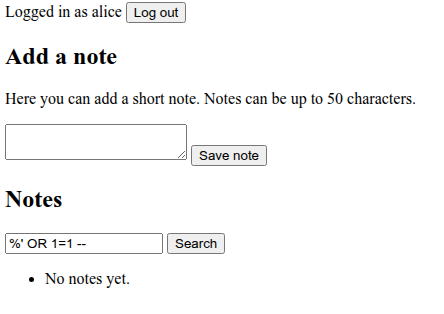 Logged in as alice Log out
Add a note
Here you can add a short note. Notes can be up to 50 characters.
Save note
Notes
%' OR 1=1 -- Search
• No notes yet.